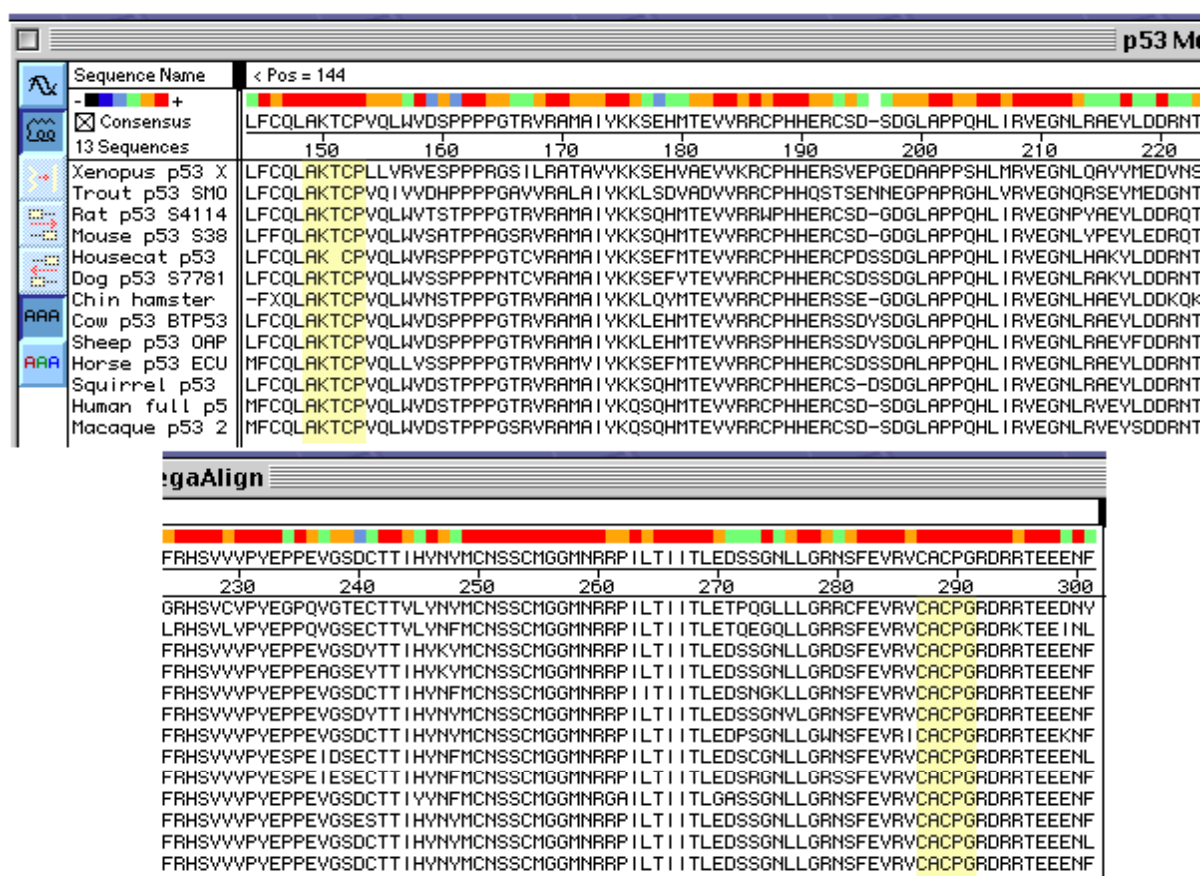 p53 Me
Sequence Name < Pos = 144
- +
Consensus LFCQLAKTCPVQLWVDSPPPPGTRVRAMAIYKKSEHMTEVVRRCPHHERCSD-SDGLAPPQHLIRVEGNLRAEYLDDRNT
13 Sequences 150 160 170 180 190 200 210 220
Xenopus p53 X LFCQLAKTCPLLVRVESPPPRGSILRATAVYKKSEHVAEVVKRCPHHERSVEPGEDAAPPSHLMRVEGNLQAYYMEDVNS
Trout p53 SMO LFCQLAKTCPVQIVVDHPPPPGAVVRALAIYKKLSDVADVVRRCPHHQSTSENNEGPAPRGHLVRVEGNQRSEYMEDGNT
Rat p53 S4114 LFCQLAKTCPVQLWVTSTPPPGTRVRAMAIYKKSQHMTEVVRRWPHHERCSD-GDGLAPPQHLIRVEGNPYAEYLDDRQT
Mouse p53 S38 LFFQLAKTCPVQLWVSATPPAGSRVRAMAIYKKSQHMTEVVRRCPHHERCSD-GDGLAPPQHLIRVEGNLYPEYLEDRQT
Housecat p53 LFCQLAK CPVQLWVRSPPPPGTCVRAMAIYKKSEFMTEVVRRCPHHERCPDSSDGLAPPQHLIRVEGNLHAKYLDDRNT
Dog p53 S7781 LFCQLAKTCPVQLWVSSPPPPNTCVRAMAIYKKSEFVTEVVRRCPHHERCSDSSDGLAPPQHLIRVEGNLRAKYLDDRNT
Chin hamster -FXQLAKTCPVQLWVNSTPPPGTRVRAMAIYKKLQYMTEVVRRCPHHERSSE-GDGLAPPQHLIRVEGNLHAEYLDDKQK
Cow p53 BTP53 LFCQLAKTCPVQLWVDSPPPPGTRVRAMAIYKKLEHMTEVVRRCPHHERSSDYSDGLAPPQHLIRVEGNLRAEYLDDRNT
Sheep p53 OAP LFCQLAKTCPVQLWVDSPPPPGTRVRAMAIYKKLEHMTEVVRRSPHHERSSDYSDGLAPPQHLIRVEGNLRAEYFDDRNT
Horse p53 ECU MFCQLAKTCPVQLLVSSPPPPGTRVRAMVIYKKSEFMTEVVRRCPHHERCSDSSDALAPPQHLIRVEGNLRAEYLDDRNT
Squirrel p53 LFCQLAKTCPVQLWVDSTPPPGTRVRAMAIYKKSQHMTEVVRRCPHHERCS-DSDGLAPPQHLIRVEGNLRAEYLDDRNT
Human full p5 MFCQLAKTCPVQLWVDSTPPPGTRVRAMAIYKQSQHMTEVVRRCPHHERCSD-SDGLAPPQHLIRVEGNLRVEYLDDRNT
Macaque p53 2 MFCQLAKTCPVQLWVDSTPPPGSRVRAMAIYKQSQHMTEVVRRCPHHERCSD-SDGLAPPQHLIRVEGNLRVEYSDDRNT
egaAlign
FRHSVVVPYEPPEVGSDCTTIHYNYMCNSSCMGGMNRRPILTIITLEDSSGNLLGRNSFEVRVCACPGRDRRTEEENF
230 240 250 260 270 280 290 300
GRHSVCVPYEGPQVGTECTTVLYNYMCNSSCMGGMNRRPILTIITLETPQGLLLGRRCFEVRVCACPGRDRRTEEDNY
LRHSVLVPYEPPQVGSECTTVLYNFMCNSSCMGGMNRRPILTIITLETQEGQLLGRRSFEVRVCACPGRDRKTEEINL
FRHSVVVPYEPPEVGSDYTTIHYKYMCNSSCMGGMNRRPILTIITLEDSSGNLLGRDSFEVRVCACPGRDRRTEEENF
FRHSVVVPYEPPEAGSEYTTIHYKYMCNSSCMGGMNRRPILTIITLEDSSGNLLGRDSFEVRVCACPGRDRRTEEENF
FRHSVVVPYEPPEVGSDCTTIHYNFMCNSSCMGGMNRRPIITIITLEDSNGKLLGRNSFEVRVCACPGRDRRTEEENF
FRHSVVVPYEPPEVGSDYTTIHYNYMCNSSCMGGMNRRPILTIITLEDSSGNVLGRNSFEVRVCACPGRDRRTEEENF
FRHSVVVPYEPPEVGSDCTTIHYNYMCNSSCMGGMNRRPILTIITLEDPSGNLLGWNSFEVRICACPGRDRRTEEKNF
FRHSVVVPYESPEIDSECTTIHYNFMCNSSCMGGMNRRPILTIITLEDSCGNLLGRNSFEVRVCACPGRDRRTEEENL
FRHSVVVPYESPEIESECTTIHYNFMCNSSCMGGMNRRPILTIITLEDSRGNLLGRSSFEVRVCACPGRDRRTEEENF
FRHSVVVPYEPPEVGSDCTTIYYNFMCNSSCMGGMNRGAILTIITLGASSGNLLGRNSFEVRVCACPGRDRRTEEENF
FRHSVVVPYEPPEVGSESTTIHYNYMCNSSCMGGMNRRPILTIITLEDSSGNLLGRNSFEVRVCACPGRDRRTEEENF
FRHSVVVPYEPPEVGSDCTTIHYNYMCNSSCMGGMNRRPILTIITLEDSSGNLLGRNSFEVRVCACPGRDRRTEEENL
FRHSVVVPYEPPEVGSDCTTIHYNYMCNSSCMGGMNRRPILTIITLEDSSGNLLGRNSFEVRVCACPGRDRRTEEENF